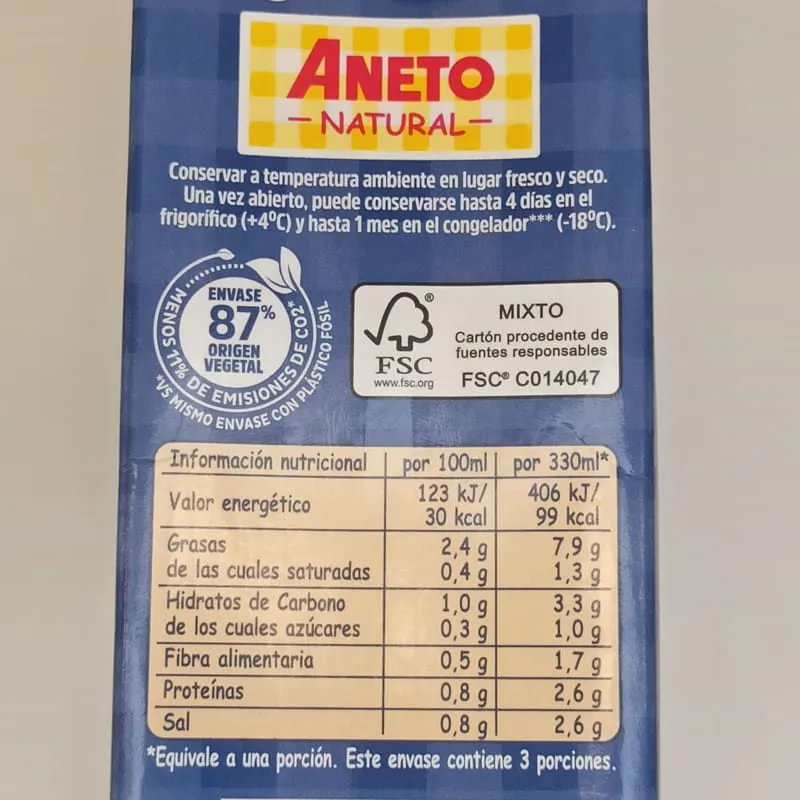 ANETO
NATURAL
Conservar a temperatura ambiente en lugar fresco y seco.
Una vez abierto, puede conservarse hasta 4 días en el
frigorífico (+4ºC) y hasta 1 mes en el congelador*** (-18ºC).
ENVASE
87%
ORIGEN
VEGETAL
MENOS 11% DE EMISIONES DE CO2*
*VS MISMO ENVASE CON PLÁSTICO FÓSIL
FSC®
www.fsc.org
MIXTO
Cartón procedente de
fuentes responsables
FSC® C014047
Información nutricional por 100ml por 330ml*
Valor energético 123 kJ/ 406 kJ/
30 kcal 99 kcal
Grasas 2,4 g 7,9 g
de las cuales saturadas 0,4 g 1,3 g
Hidratos de Carbono 1,0 g 3,3 g
de los cuales azúcares 0,3 g 1,0 g
Fibra alimentaria 0,5 g 1,7 g
Proteínas 0,8 g 2,6 g
Sal 0,8 g 2,6 g
*Equivale a una porción. Este envase contiene 3 porciones.